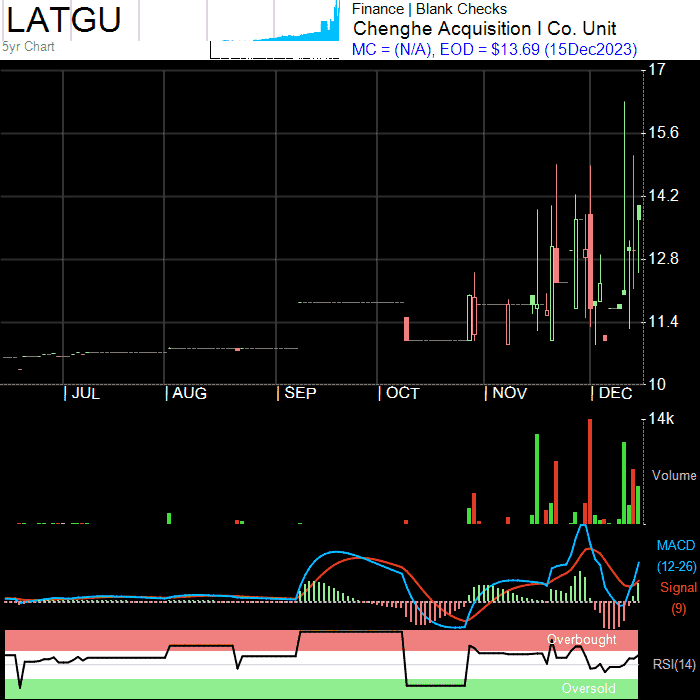 LATGU
5yr Chart
Finance | Blank Checks
Chenghe Acquisition I Co. Unit
MC = (N/A), EOD = $13.69 (15Dec2023)
17
15.6
14.2
12.8
11.4
10
| JUL | AUG | SEP | OCT | NOV | DEC
14k
Volume
MACD
(12-26)
Signal
(9)
Overbought
RSI(14)
Oversold